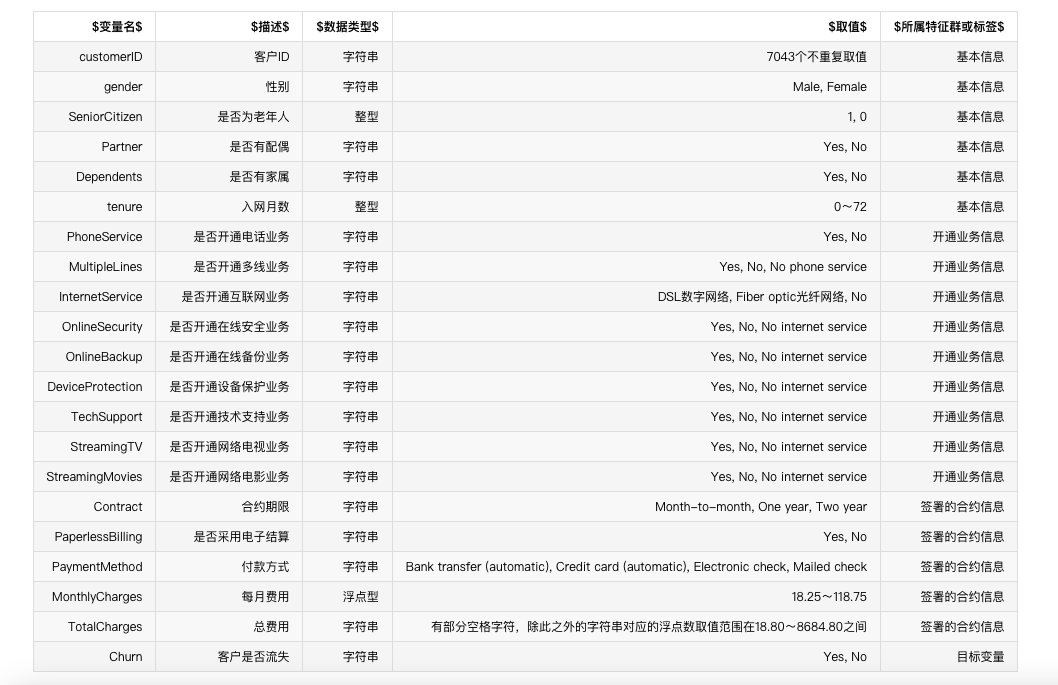 $变量名$ $描述$ $数据类型$ $取值$ $所属特征群或标签$
customerID 客户ID 字符串 7043个不重复取值 基本信息
gender 性别 字符串 Male, Female 基本信息
SeniorCitizen 是否为老年人 整型 1, 0 基本信息
Partner 是否有配偶 字符串 Yes, No 基本信息
Dependents 是否有家属 字符串 Yes, No 基本信息
tenure 入网月数 整型 0～72 基本信息
PhoneService 是否开通电话业务 字符串 Yes, No 开通业务信息
MultipleLines 是否开通多线业务 字符串 Yes, No, No phone service 开通业务信息
InternetService 是否开通互联网业务 字符串 DSL数字网络, Fiber optic光纤网络, No 开通业务信息
OnlineSecurity 是否开通在线安全业务 字符串 Yes, No, No internet service 开通业务信息
OnlineBackup 是否开通在线备份业务 字符串 Yes, No, No internet service 开通业务信息
DeviceProtection 是否开通设备保护业务 字符串 Yes, No, No internet service 开通业务信息
TechSupport 是否开通技术支持业务 字符串 Yes, No, No internet service 开通业务信息
StreamingTV 是否开通网络电视业务 字符串 Yes, No, No internet service 开通业务信息
StreamingMovies 是否开通网络电影业务 字符串 Yes, No, No internet service 开通业务信息
Contract 合约期限 字符串 Month-to-month, One year, Two year 签署的合约信息
PaperlessBilling 是否采用电子结算 字符串 Yes, No 签署的合约信息
PaymentMethod 付款方式 字符串 Bank transfer (automatic), Credit card (automatic), Electronic check, Mailed check 签署的合约信息
MonthlyCharges 每月费用 浮点型 18.25～118.75 签署的合约信息
TotalCharges 总费用 字符串 有部分空格字符，除此之外的字符串对应的浮点数取值范围在18.80～8684.80之间 签署的合约信息
Churn 客户是否流失 字符串 Yes, No 目标变量